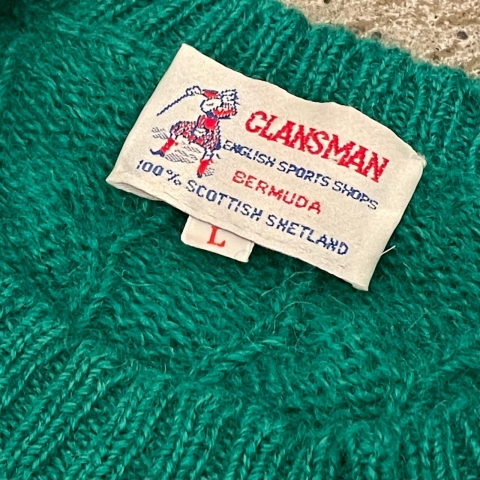 CLANSMAN
ENGLISH SPORTS SHOPS
BERMUDA
100% SCOTTISH SHETLAND
L